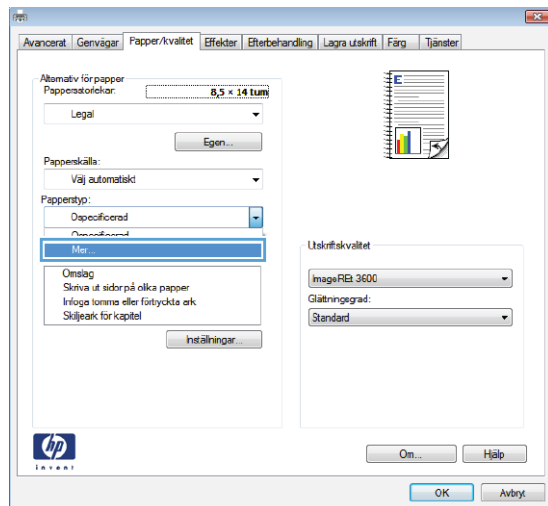 Avancerat Genvägar Papper/kvalitet Effekter Efterbehandling Lagra utskrift Färg Tjänster
Alternativ för papper
Pappersstorlekar: 8,5 × 14 tum
Legal
Egen...
Papperskälla:
Välj automatiskt
Papperstyp:
Ospecificerad
Ospecificerad
Mer...
Omslag
Skriva ut sidor på olika papper
Infoga tomma eller förtryckta ark
Skiljeark för kapitel
Inställningar...
E
Utskriftskvalitet
ImageREt 3600
Glättningsgrad:
Standard
hp
invent
Om... Hjälp
OK Avbryt